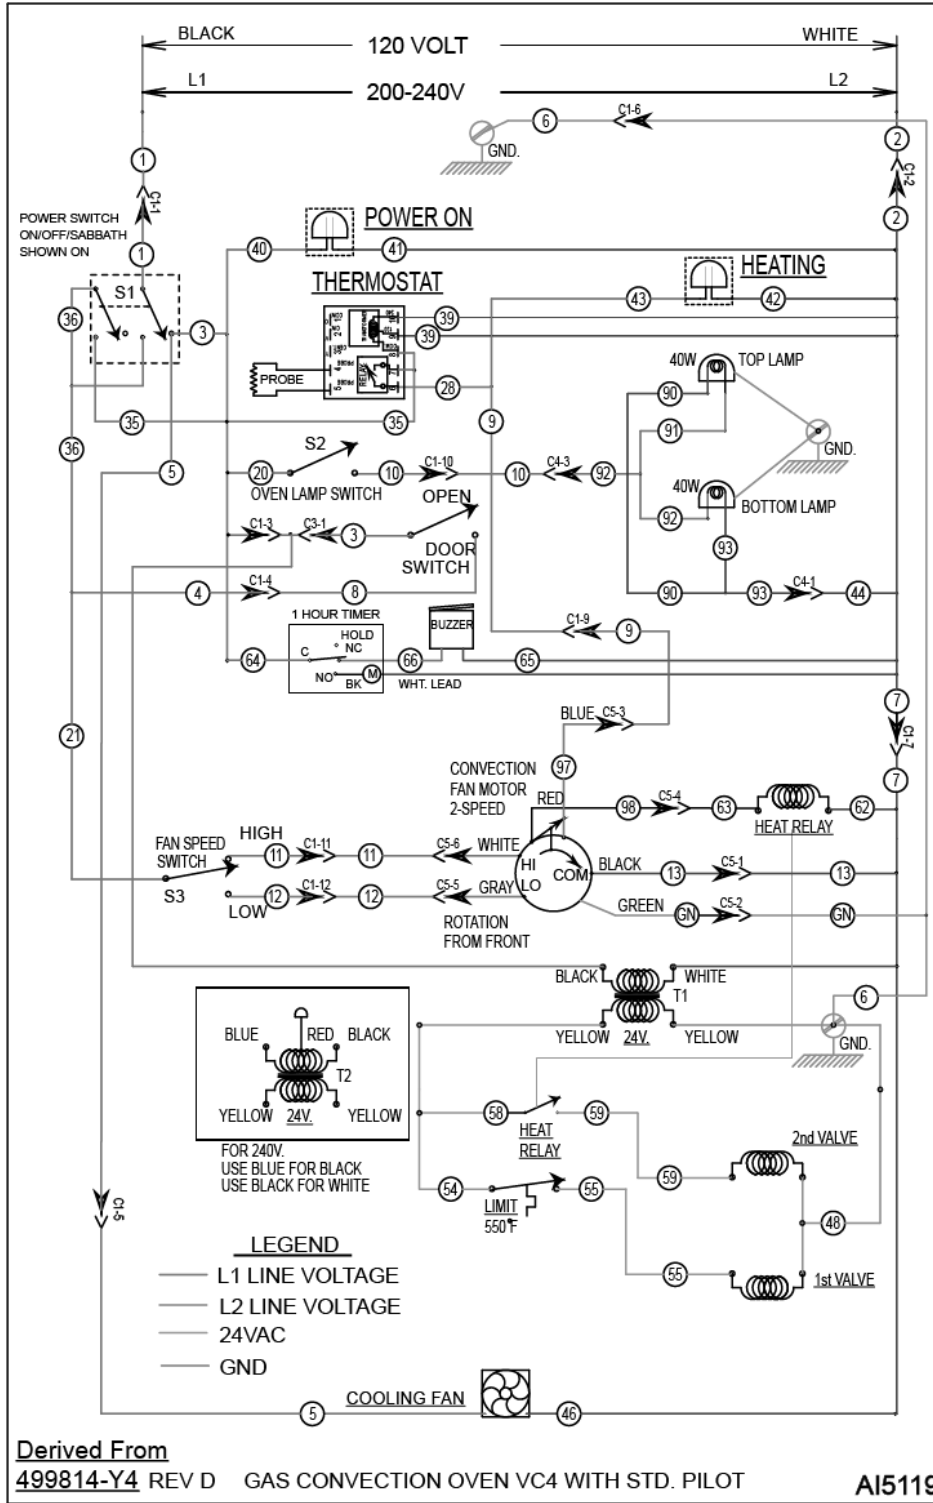 BLACK
WHITE
120 VOLT
L1
L2
200-240V
C1-6
6
GND.
1
2
C1-1
C1-2
2
POWER SWITCH
ON/OFF/SABBATH
SHOWN ON
1
POWER ON
40
41
HEATING
S1
THERMOSTAT
43
42
36
3
39
39
40W
TOP LAMP
PROBE
RELAY
28
90
35
35
9
91
36
S2
GND.
5
20
10
C1-10
10
C4-3
92
OVEN LAMP SWITCH
OPEN
40W
BOTTOM LAMP
92
C1-3
C3-1
3
DOOR
SWITCH
93
4
C1-4
8
90
93
C4-1
44
1 HOUR TIMER
BUZZER
C1-9
9
HOLD
NC
C
64
66
65
NO
BK
M
WHT. LEAD
7
21
BLUE
C5-3
C1-7
CONVECTION
FAN MOTOR
2-SPEED
97
7
RED
98
C5-4
63
62
HEAT RELAY
FAN SPEED
SWITCH
HIGH
11
C1-11
11
C5-6
WHITE
HI
LO
COM
BLACK
13
C5-1
13
S3
LOW
12
C1-12
12
C5-5
GRAY
GREEN
GN
C5-2
GN
ROTATION
FROM FRONT
BLACK
WHITE
T1
6
YELLOW
24V.
YELLOW
GND.
BLUE
RED
BLACK
T2
YELLOW
24V.
YELLOW
FOR 240V.
USE BLUE FOR BLACK
USE BLACK FOR WHITE
58
59
HEAT
RELAY
2nd VALVE
59
54
55
LIMIT
550°F
48
C1-5
55
1st VALVE
LEGEND
L1 LINE VOLTAGE
L2 LINE VOLTAGE
24VAC
GND
COOLING FAN
5
46
Derived From
499814-Y4 REV D GAS CONVECTION OVEN VC4 WITH STD. PILOT
AI5119